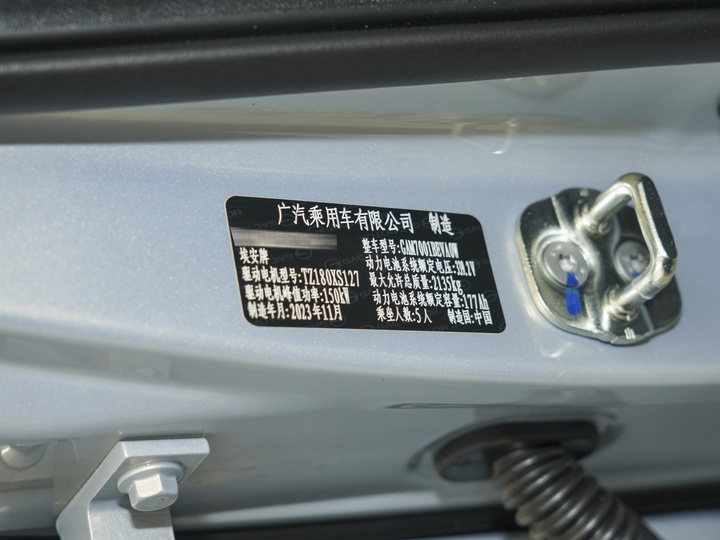 广汽乘用车有限公司 制造
埃安牌
整车型号:GAM7001BEVA0W
动力电池系统额定电压:
驱动电机型号:TZ180XS127
最大允许总质量:2135kg
驱动电机峰值功率:150kW
动力电池系统额定容量:177Ah
制造年月:2023年11月
乘坐人数:5人
制造国:中国